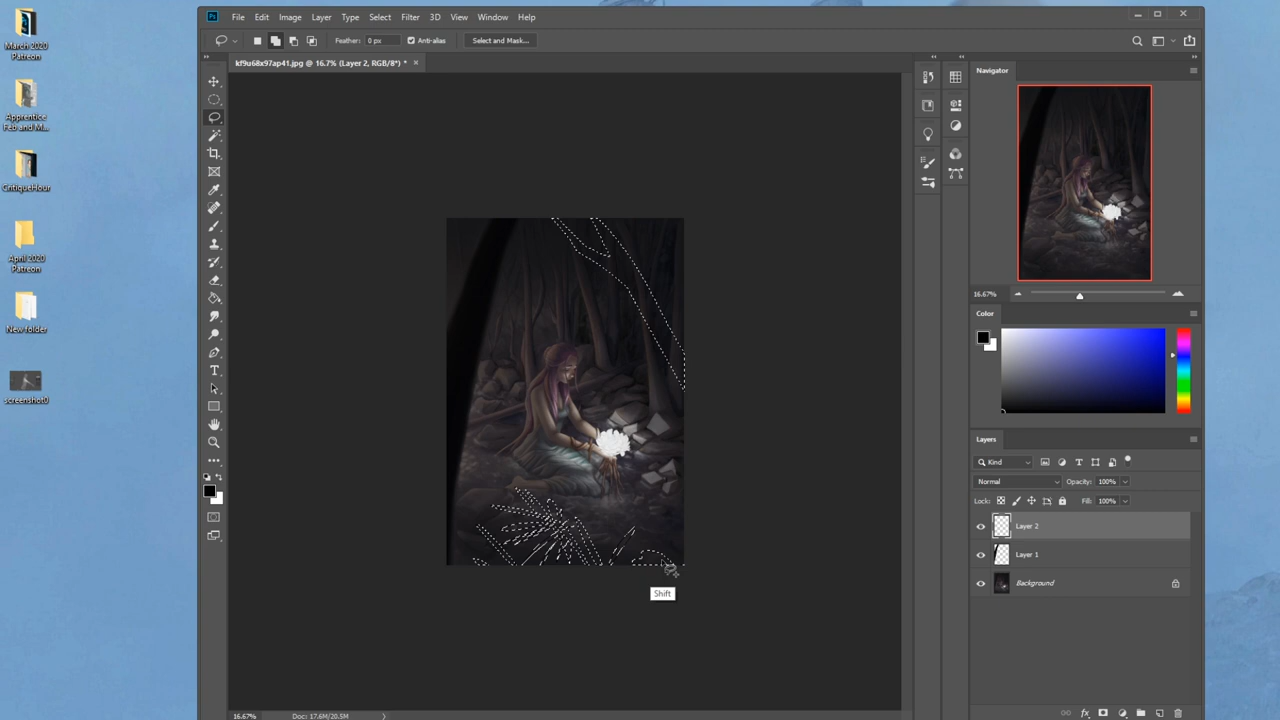 Ps File Edit Image Layer Type Select Filter 3D View Window Help
Feather: 0 px Anti-alias Select and Mask...
kf9u68x97ap41.jpg @ 16.7% (Layer 2, RGB/8*) * ×
March 2020
Patreon
Apprentice
Feb and M...
CritiqueHour
April 2020
Patreon
New folder
screenshot0
Shift
16.67% Doc: 17.6M/20.5M
Navigator
16.67%
Color
Layers
Kind
Normal Opacity: 100%
Lock: Fill: 100%
Layer 2
Layer 1
Background
fx